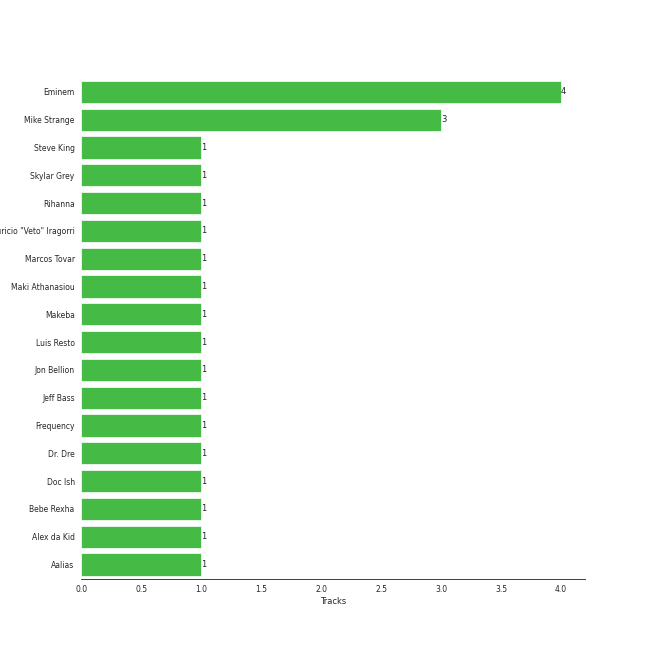 Eminem 4
Mike Strange 3
Steve King 1
Skylar Grey 1
Rihanna 1
ricio "Veto" Iragorri 1
Marcos Tovar 1
Maki Athanasiou 1
Makeba 1
Luis Resto 1
Jon Bellion 1
Jeff Bass 1
Frequency 1
Dr. Dre 1
Doc Ish 1
Bebe Rexha 1
Alex da Kid 1
Aalias 1
0.0 0.5 1.0 1.5 2.0 2.5 3.0 3.5 4.0
Tracks